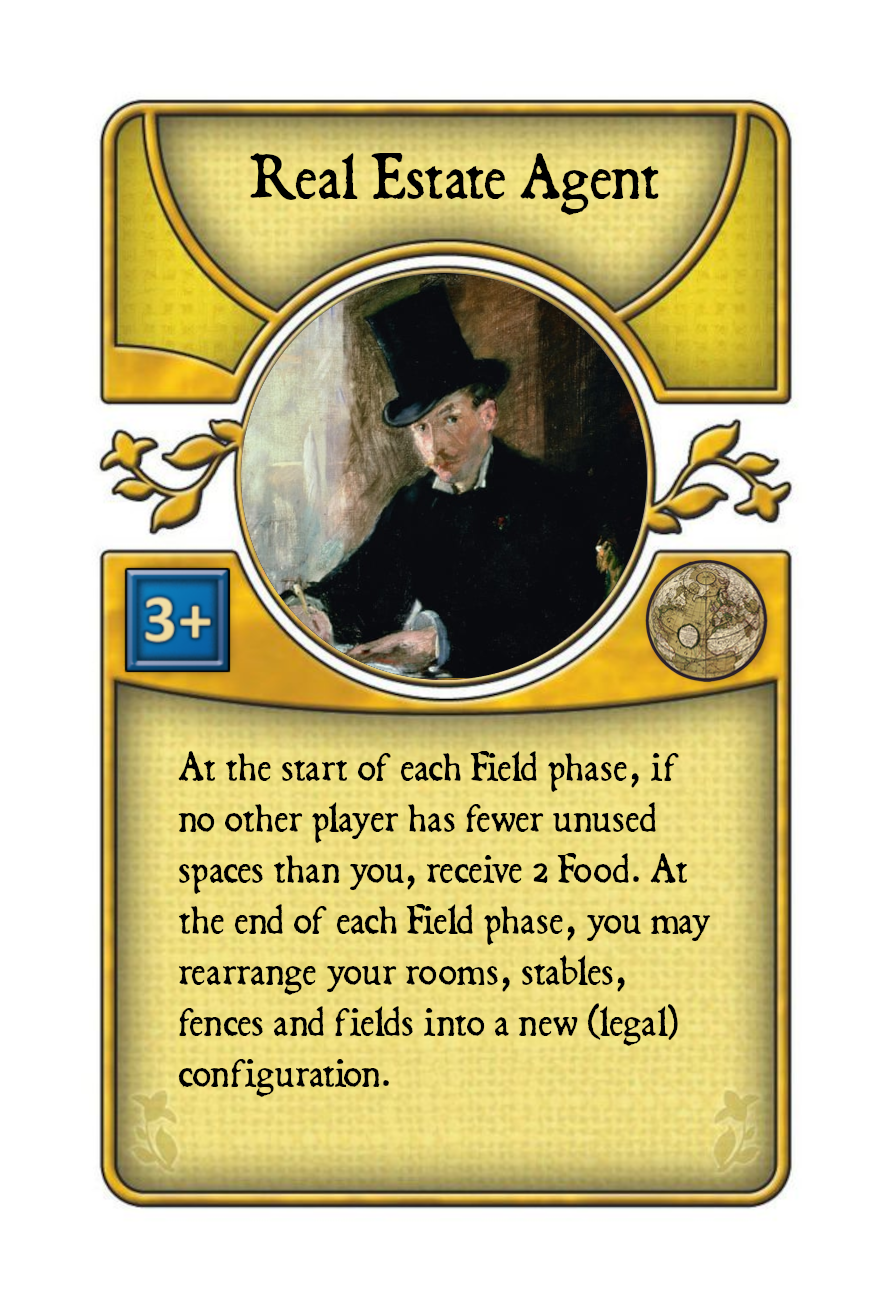 Real Estate Agent
3+
At the start of each Field phase, if
no other player has fewer unused
spaces than you, receive 2 Food. At
the end of each Field phase, you may
rearrange your rooms, stables,
fences and fields into a new (legal)
configuration.